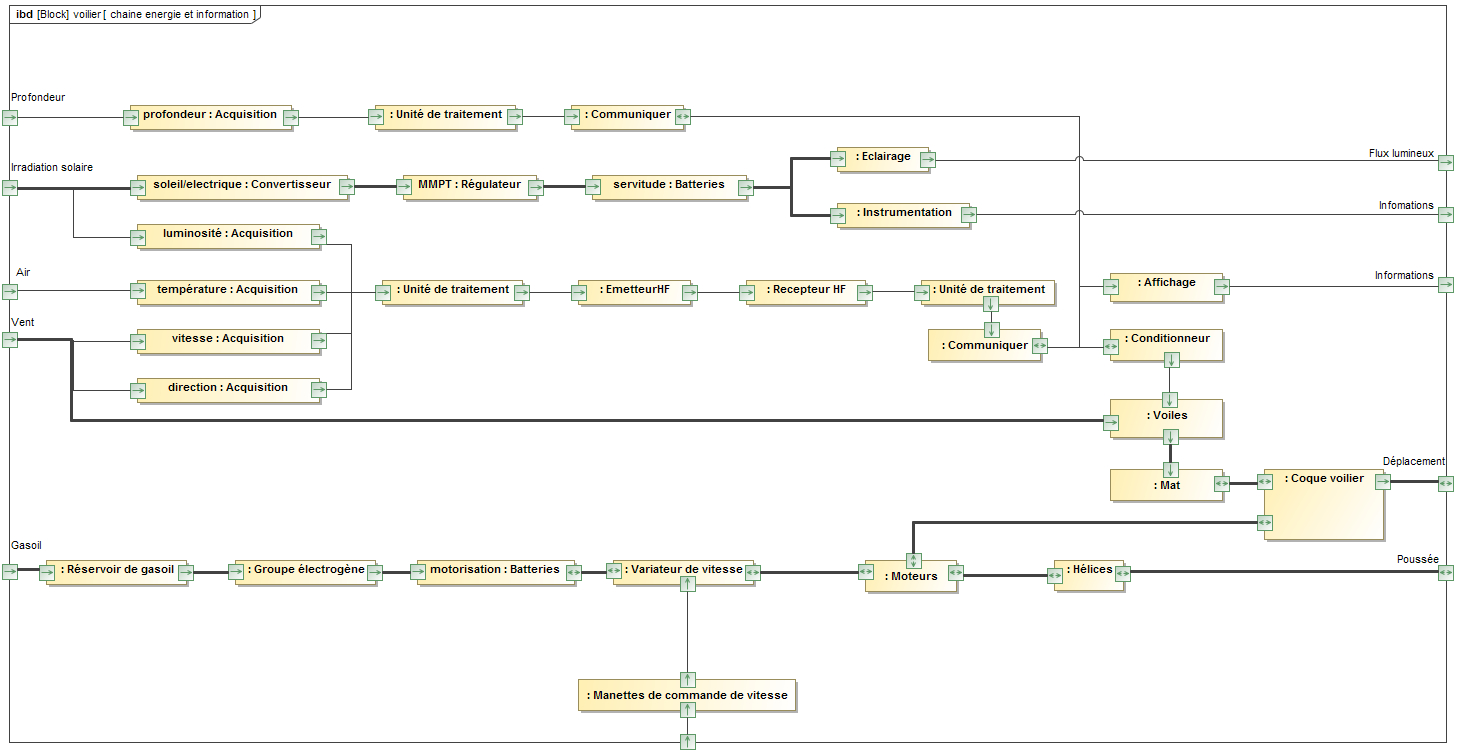 ibd [Block] voilier [ chaine energie et information ]
Profondeur
profondeur : Acquisition
: Unité de traitement
: Communiquer
: Eclairage
Flux lumineux
Irradiation solaire
soleil/electrique : Convertisseur
MMPT : Régulateur
servitude : Batteries
: Instrumentation
Infomations
luminosité : Acquisition
Air
température : Acquisition
: Unité de traitement
: EmetteurHF
: Recepteur HF
: Unité de traitement
: Affichage
Informations
Vent
vitesse : Acquisition
: Communiquer
: Conditionneur
direction : Acquisition
: Voiles
: Mat
: Coque voilier
Déplacement
Gasoil
: Réservoir de gasoil
: Groupe électrogène
motorisation : Batteries
: Variateur de vitesse
: Moteurs
: Hélices
Poussée
: Manettes de commande de vitesse